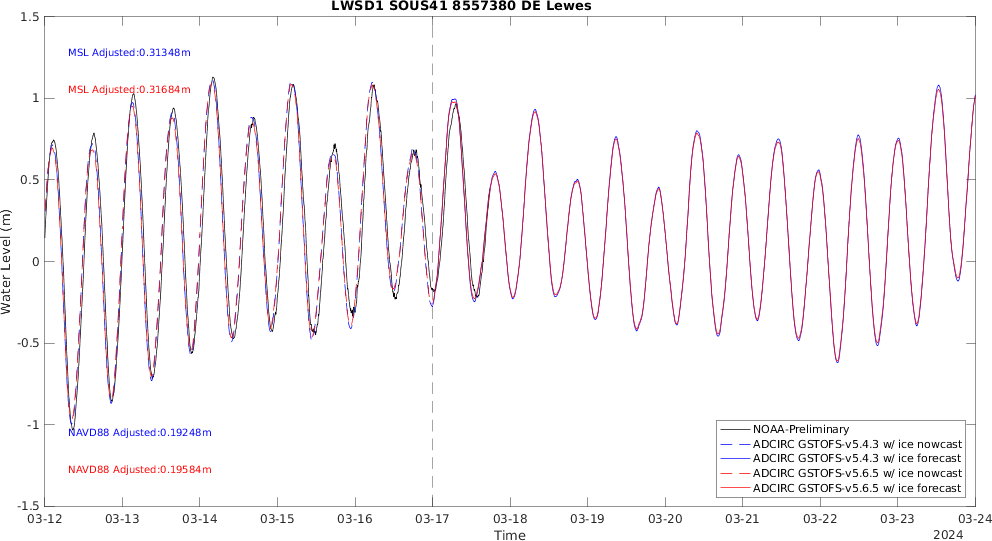 LWSD1 SOUS41 8557380 DE Lewes
1.5
1
0.5
0
-0.5
-1
-1.5
Water Level (m)
MSL Adjusted:0.31348m
MSL Adjusted:0.31684m
NAVD88 Adjusted:0.19248m
NAVD88 Adjusted:0.19584m
NOAA-Preliminary
ADCIRC GSTOFS-v5.4.3 w/ ice nowcast
ADCIRC GSTOFS-v5.4.3 w/ ice forecast
ADCIRC GSTOFS-v5.6.5 w/ ice nowcast
ADCIRC GSTOFS-v5.6.5 w/ ice forecast
03-12 03-13 03-14 03-15 03-16 03-17 03-18 03-19 03-20 03-21 03-22 03-23 03-24
Time
2024